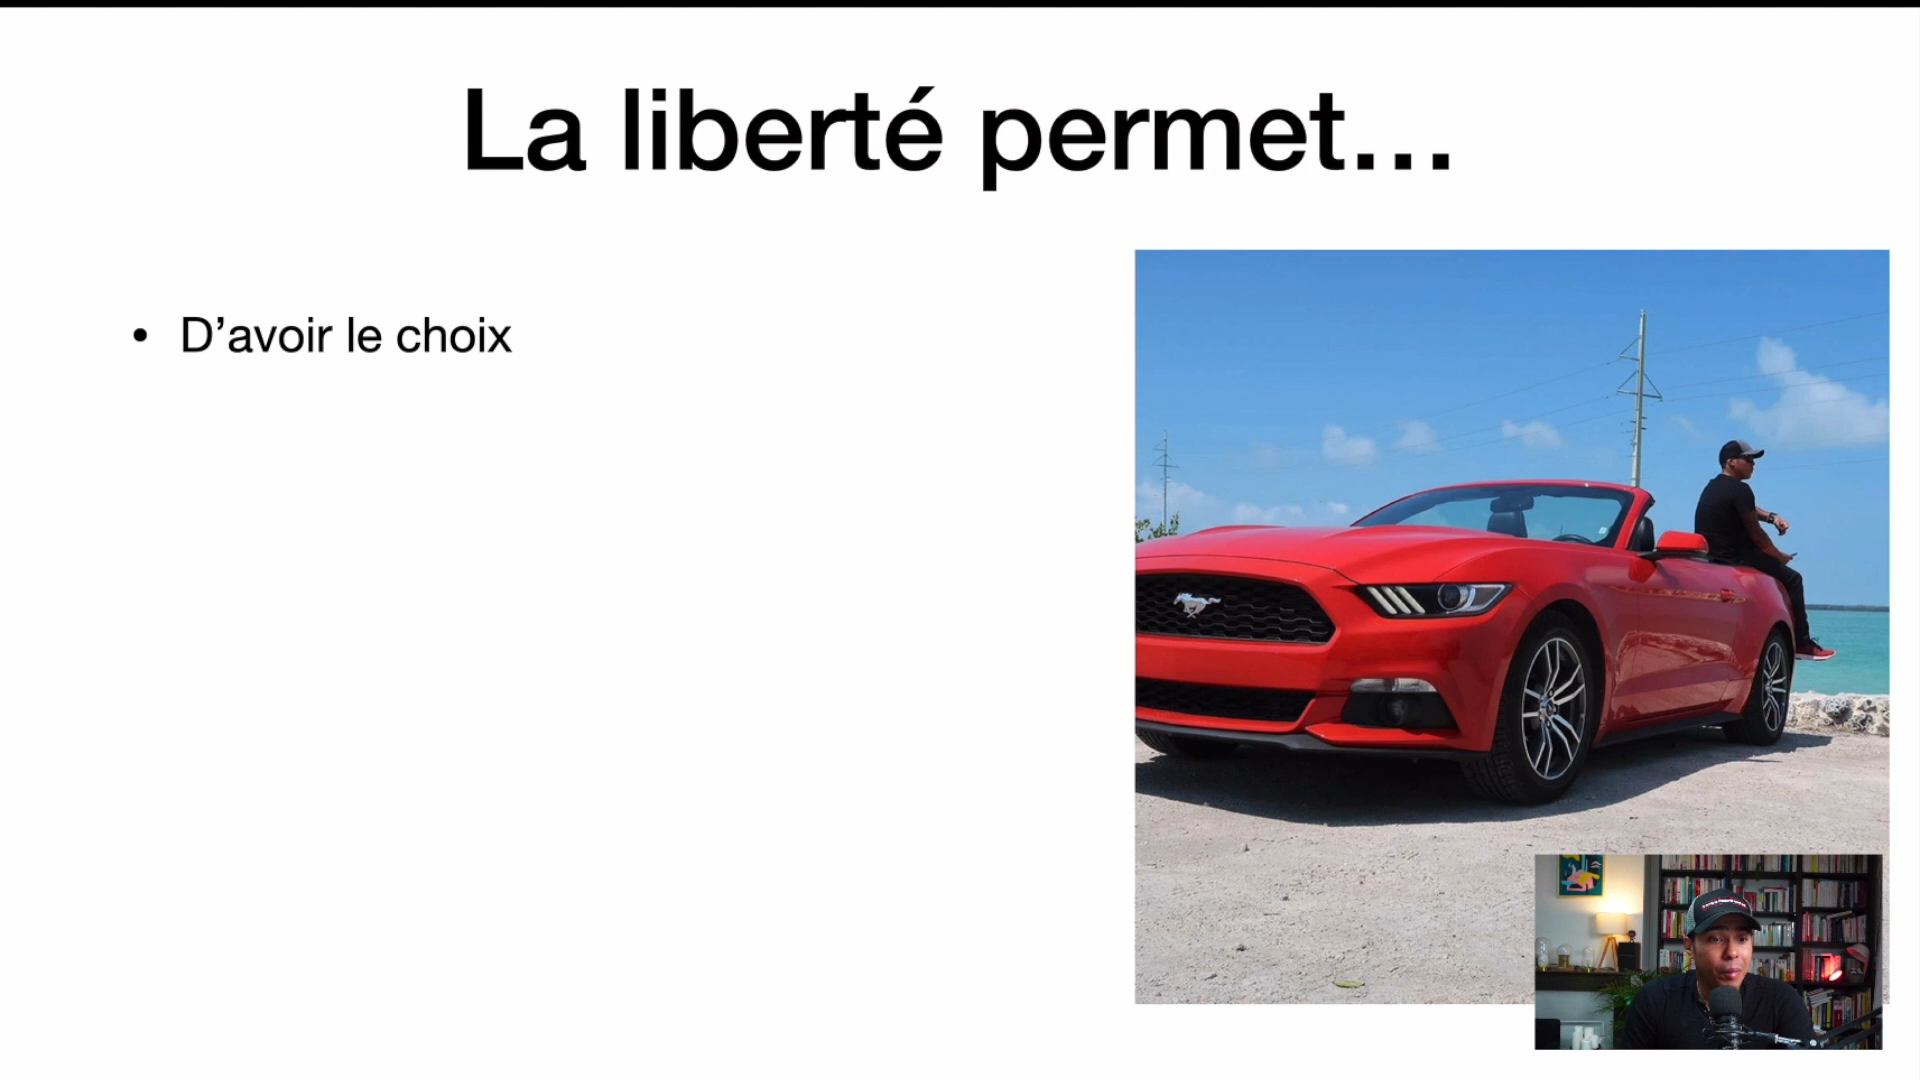 La liberté permet…
• D’avoir le choix